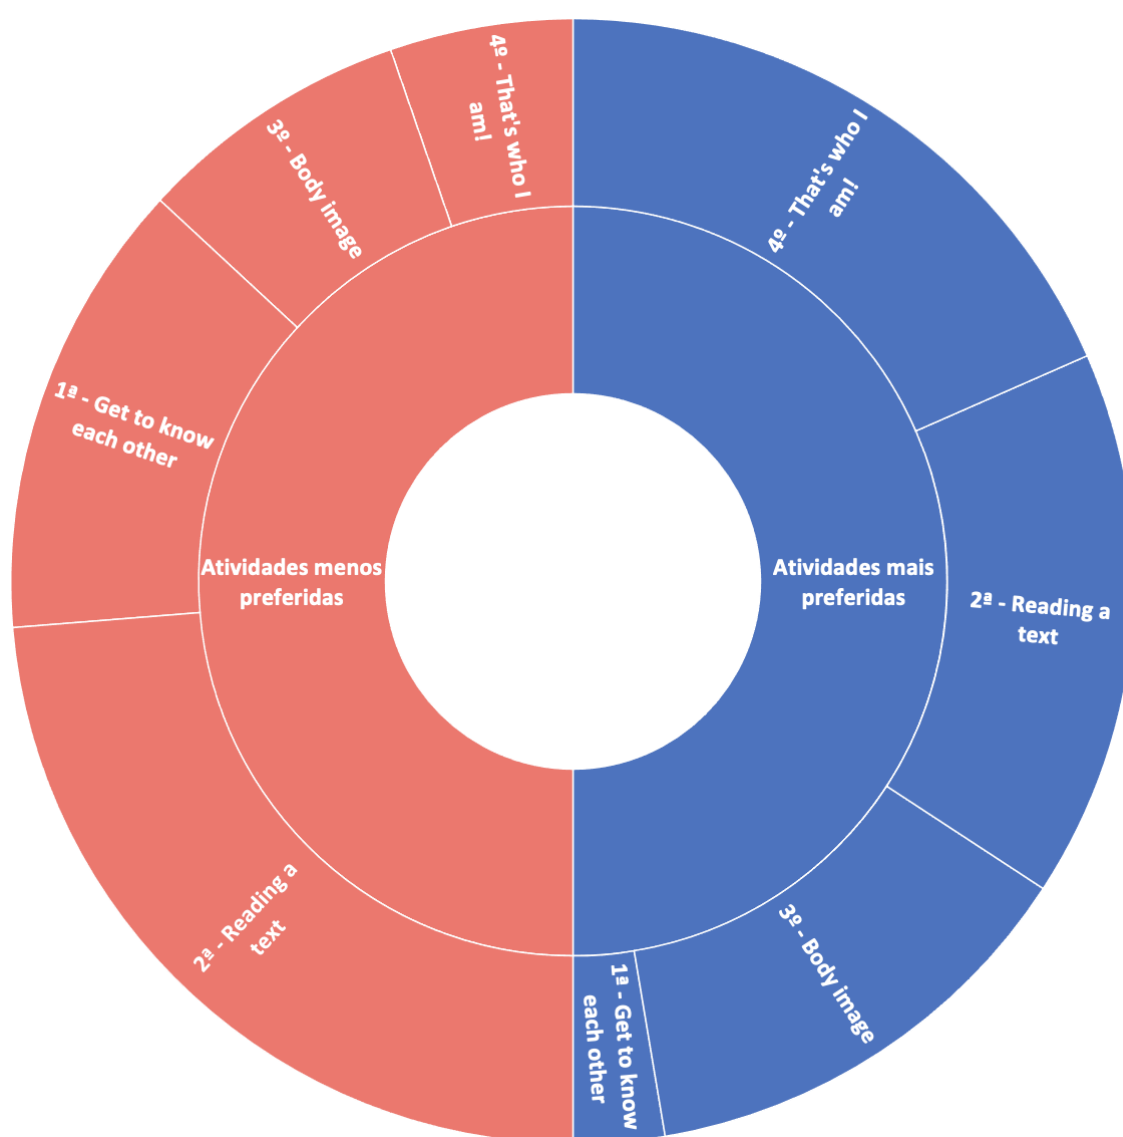 4º - That's who I
am!
4º - That's who I
am!
3º - Body image
1ª - Get to know
each other
Atividades menos
preferidas
Atividades mais
preferidas
2ª - Reading a
text
2ª - Reading a
text
3º - Body image
1ª - Get to know
each other